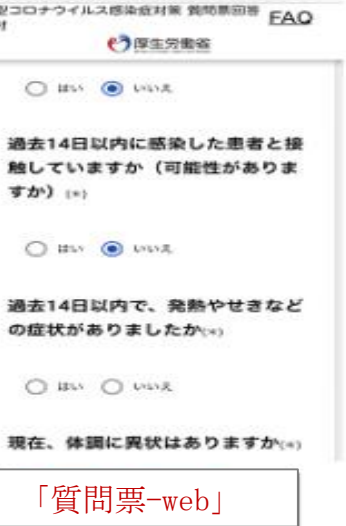 型コロナウイルス感染症対策 質問票回答
付
FAQ
厚生労働省
はい いいえ
過去14日以内に感染した患者と接
触していますか（可能性がありま
すか）(*)
はい いいえ
過去14日以内で、発熱やせきなど
の症状がありましたか(*)
はい いいえ
現在、体調に異状はありますか(*)
「質問票-web」